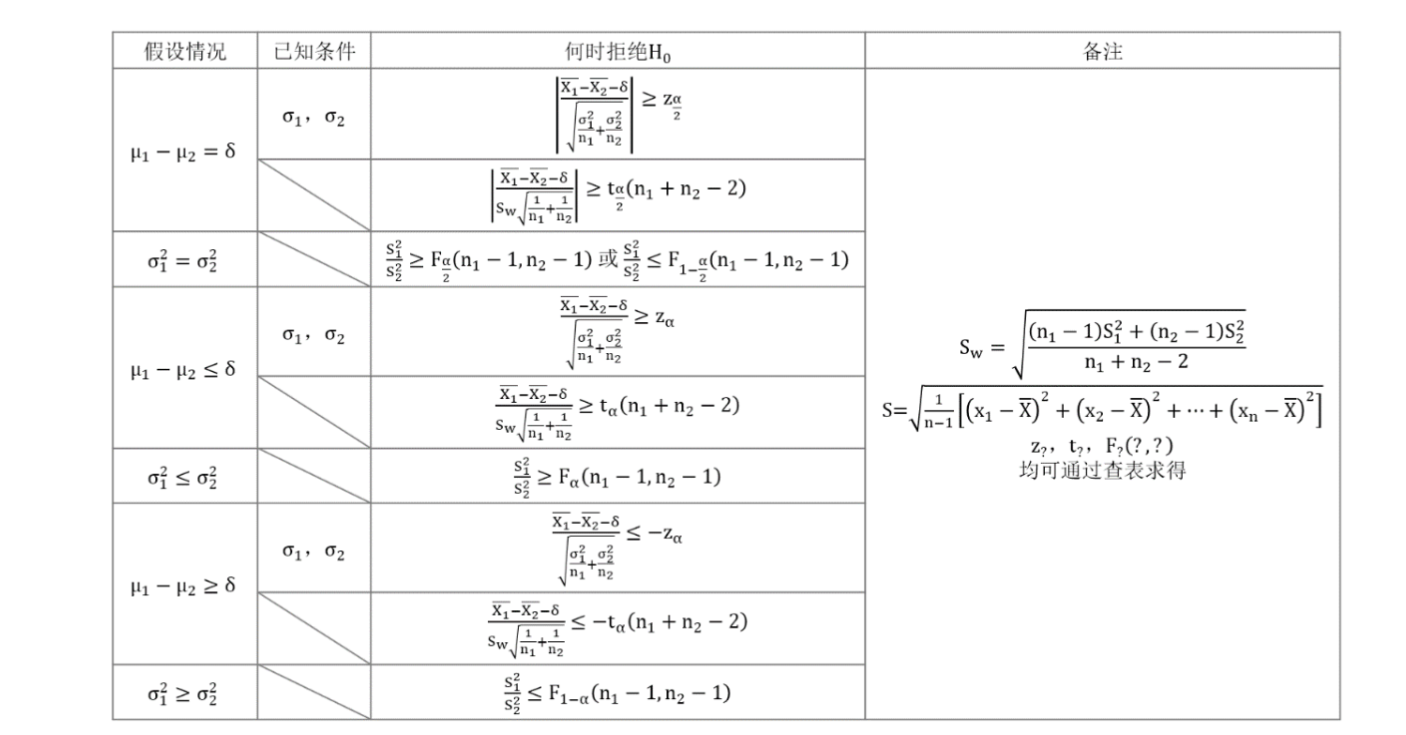 假设情况 已知条件 何时拒绝H₀ 备注
μ₁ − μ₂ = δ
σ₁，σ₂
|(X̅₁−X̅₂−δ)/√(σ₁²/n₁+σ₂²/n₂)| ≥ z_(α/2)
|(X̅₁−X̅₂−δ)/(S_w√(1/n₁+1/n₂))| ≥ t_(α/2)(n₁ + n₂ − 2)
σ₁² = σ₂²
S₁²/S₂² ≥ F_(α/2)(n₁ − 1, n₂ − 1) 或 S₁²/S₂² ≤ F_(1−α/2)(n₁ − 1, n₂ − 1)
μ₁ − μ₂ ≤ δ
σ₁，σ₂
(X̅₁−X̅₂−δ)/√(σ₁²/n₁+σ₂²/n₂) ≥ z_α
(X̅₁−X̅₂−δ)/(S_w√(1/n₁+1/n₂)) ≥ t_α(n₁ + n₂ − 2)
σ₁² ≤ σ₂²
S₁²/S₂² ≥ F_α(n₁ − 1, n₂ − 1)
μ₁ − μ₂ ≥ δ
σ₁，σ₂
(X̅₁−X̅₂−δ)/√(σ₁²/n₁+σ₂²/n₂) ≤ −z_α
(X̅₁−X̅₂−δ)/(S_w√(1/n₁+1/n₂)) ≤ −t_α(n₁ + n₂ − 2)
σ₁² ≥ σ₂²
S₁²/S₂² ≤ F_(1−α)(n₁ − 1, n₂ − 1)
S_w = √(((n₁ − 1)S₁² + (n₂ − 1)S₂²)/(n₁ + n₂ − 2))
S=√(1/(n−1)[(x₁ − X̅)² + (x₂ − X̅)² + ⋯ + (xₙ − X̅)²])
z_?，t_?，F_?(?,?)
均可通过查表求得